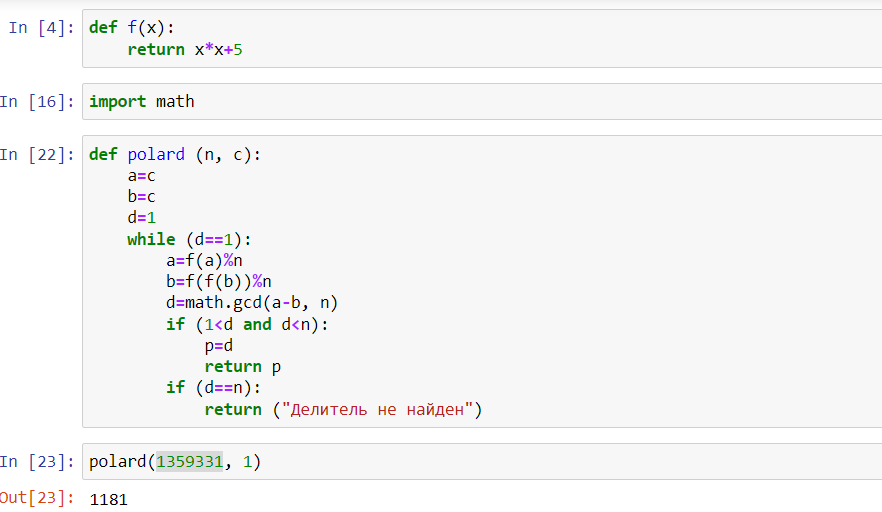 In [4]: def f(x):
    return x*x+5
In [16]: import math
In [22]: def polard (n, c):
    a=c
    b=c
    d=1
    while (d==1):
        a=f(a)%n
        b=f(f(b))%n
        d=math.gcd(a-b, n)
        if (1<d and d<n):
            p=d
            return p
        if (d==n):
            return ("Делитель не найден")
In [23]: polard(1359331, 1)
Out[23]: 1181